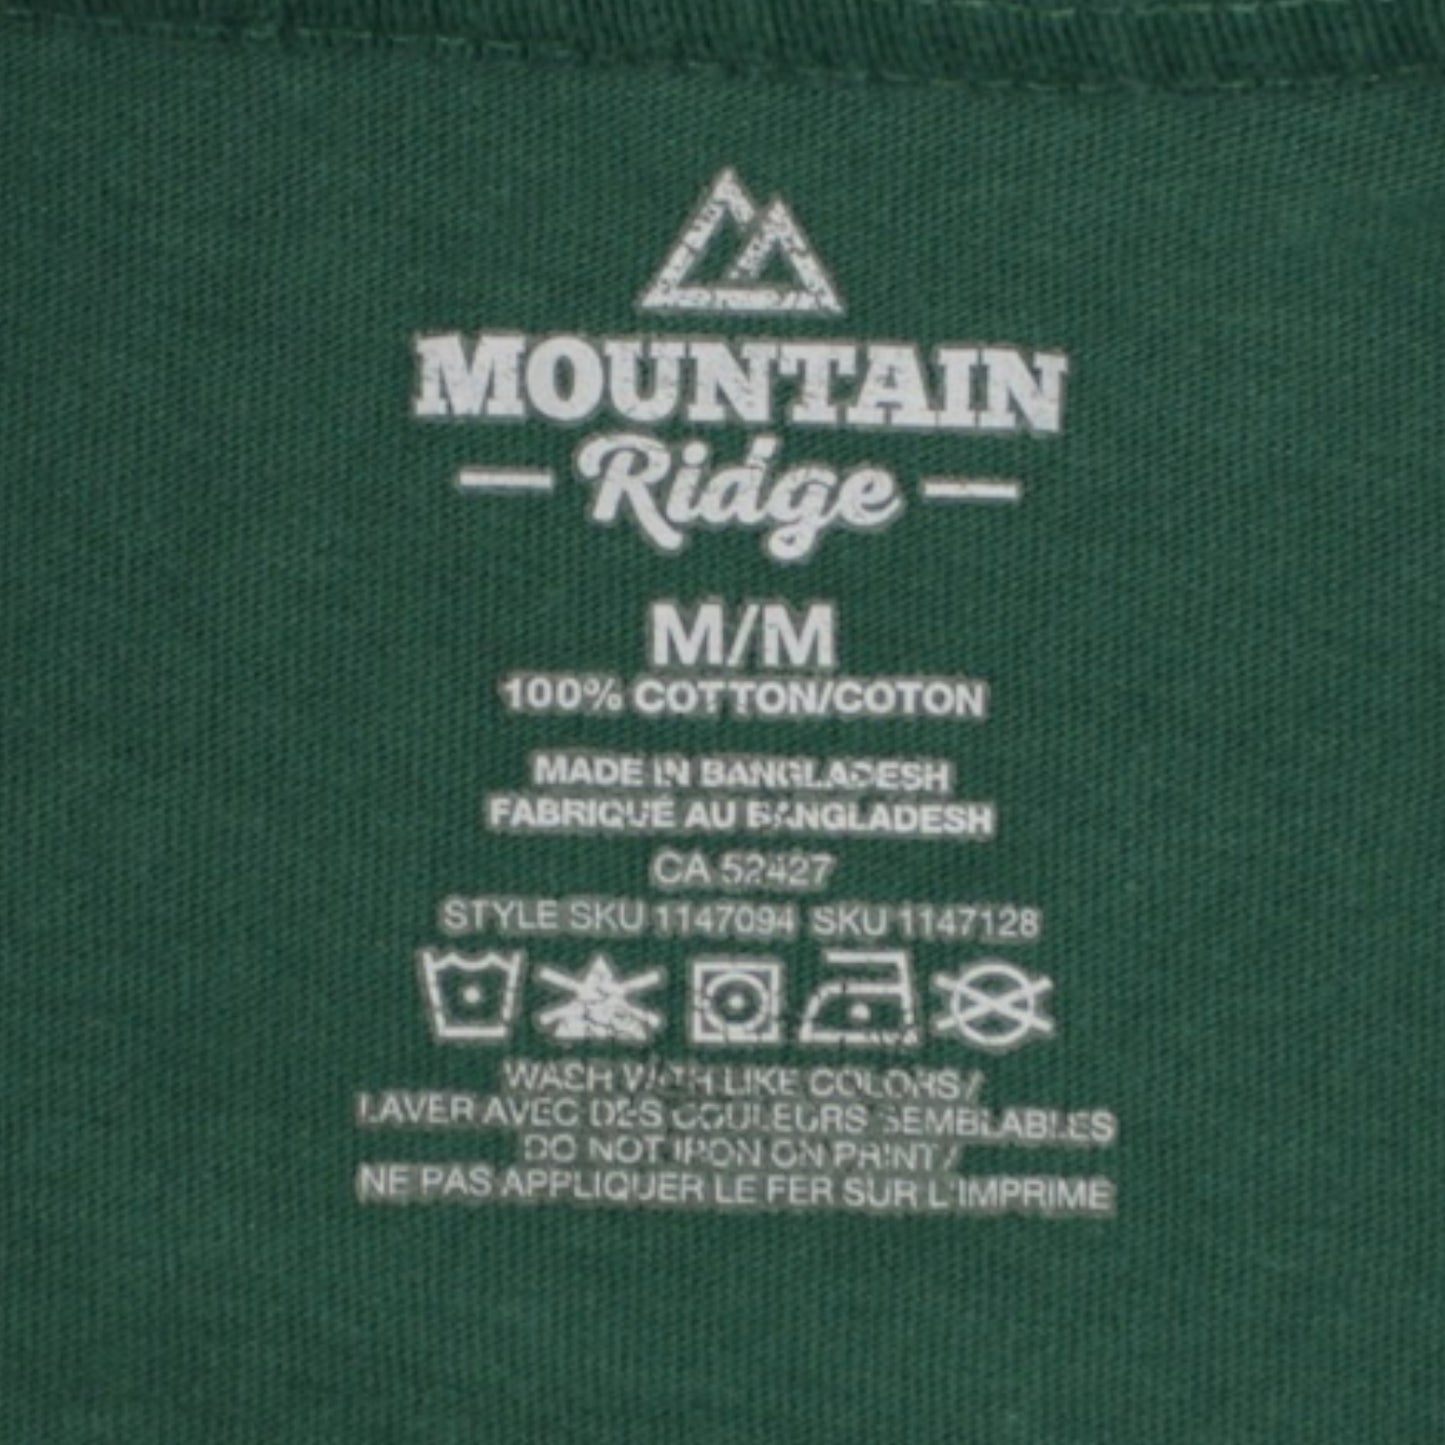 MOUNTAIN
Ridge
M/M
100% COTTON/COTON
MADE IN BANGLADESH
FABRIQUÉ AU BANGLADESH
CA 52427
STYLE SKU 1147094 SKU 1147128
WASH WITH LIKE COLORS/
LAVER AVEC DES COULEURS SEMBLABLES
DO NOT IRON ON PRINT/
NE PAS APPLIQUER LE FER SUR L'IMPRIME